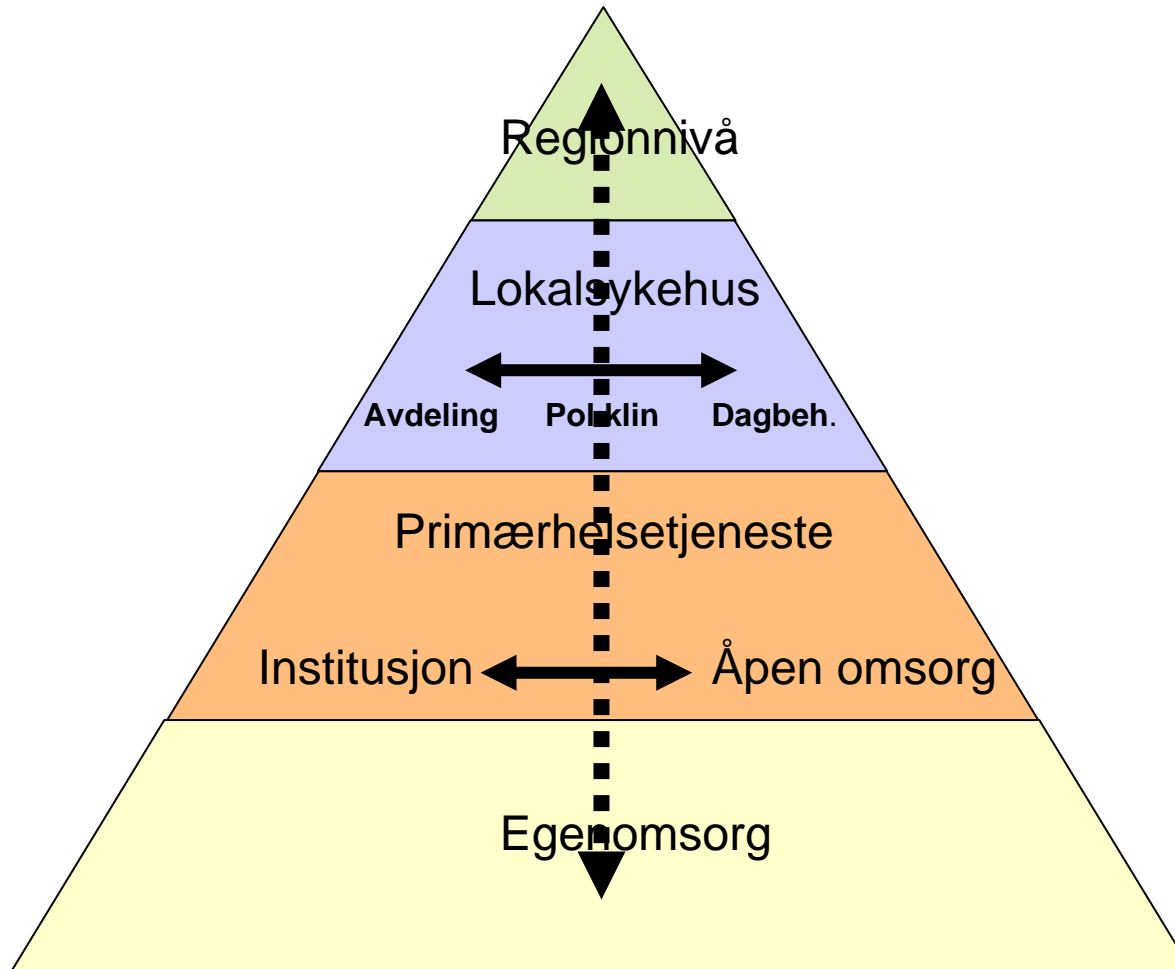 Regionnivå
Lokalsykehus
Avdeling Poliklin Dagbeh.
Primærhelsetjeneste
Institusjon Åpen omsorg
Egenomsorg